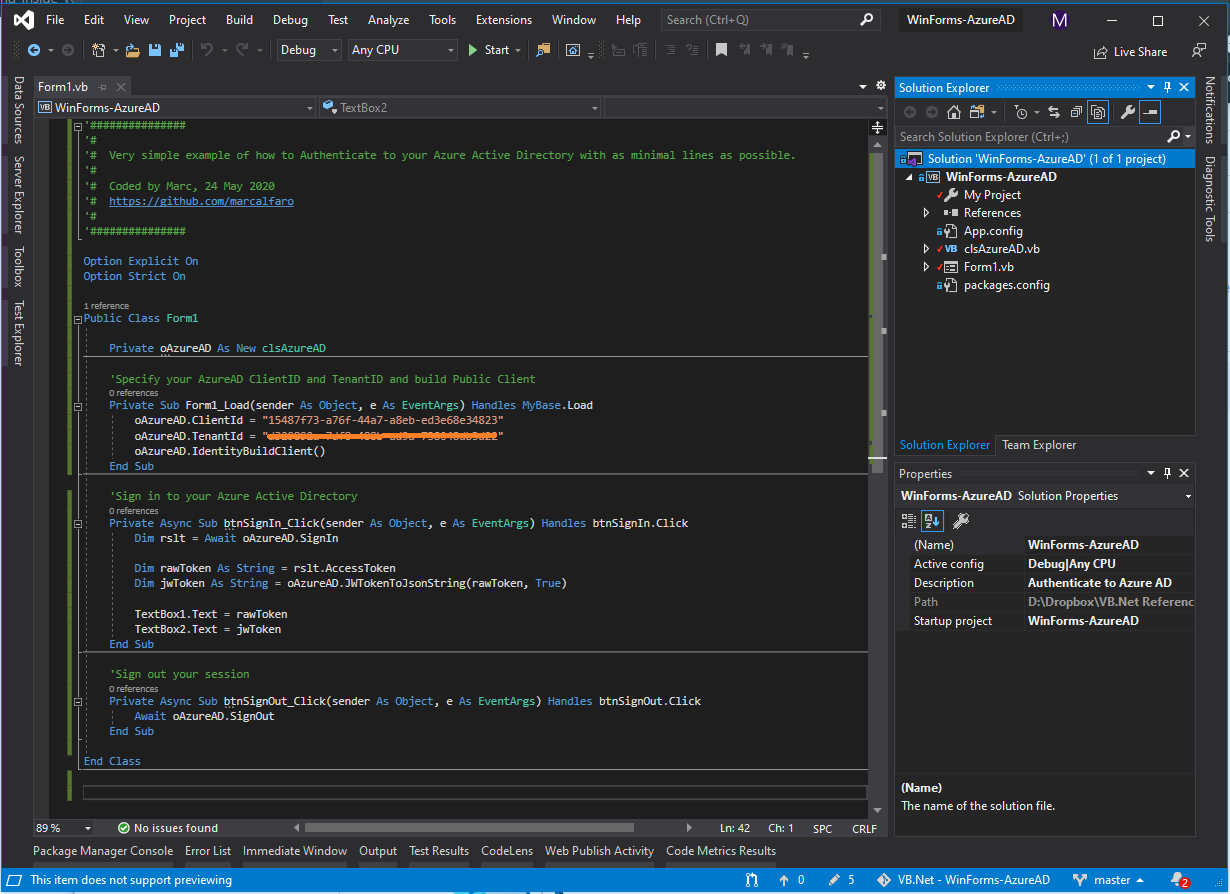 File Edit View Project Build Debug Test Analyze Tools Extensions Window Help Search (Ctrl+Q) WinForms-AzureAD M
Debug Any CPU Start Live Share
Data Sources
Server Explorer
Toolbox
Test Explorer
Form1.vb
VB WinForms-AzureAD TextBox2
'###############
'#
'# Very simple example of how to Authenticate to your Azure Active Directory with as minimal lines as possible.
'#
'# Coded by Marc, 24 May 2020
'# https://github.com/marcalfaro
'#
'###############
Option Explicit On
Option Strict On
1 reference
Public Class Form1
Private oAzureAD As New clsAzureAD
'Specify your AzureAD ClientID and TenantID and build Public Client
0 references
Private Sub Form1_Load(sender As Object, e As EventArgs) Handles MyBase.Load
oAzureAD.ClientId = "15487f73-a76f-44a7-a8eb-ed3e68e34823"
oAzureAD.TenantId = " "
oAzureAD.IdentityBuildClient()
End Sub
'Sign in to your Azure Active Directory
0 references
Private Async Sub btnSignIn_Click(sender As Object, e As EventArgs) Handles btnSignIn.Click
Dim rslt = Await oAzureAD.SignIn
Dim rawToken As String = rslt.AccessToken
Dim jwToken As String = oAzureAD.JWTokenToJsonString(rawToken, True)
TextBox1.Text = rawToken
TextBox2.Text = jwToken
End Sub
'Sign out your session
0 references
Private Async Sub btnSignOut_Click(sender As Object, e As EventArgs) Handles btnSignOut.Click
Await oAzureAD.SignOut
End Sub
End Class
89 % No issues found Ln: 42 Ch: 1 SPC CRLF
Solution Explorer
Search Solution Explorer (Ctrl+;)
Solution 'WinForms-AzureAD' (1 of 1 project)
VB WinForms-AzureAD
My Project
References
App.config
VB clsAzureAD.vb
Form1.vb
packages.config
Solution Explorer Team Explorer
Properties
WinForms-AzureAD Solution Properties
(Name) WinForms-AzureAD
Active config Debug|Any CPU
Description Authenticate to Azure AD
Path D:\Dropbox\VB.Net Referenc
Startup project WinForms-AzureAD
(Name)
The name of the solution file.
Notifications
Diagnostic Tools
Package Manager Console Error List Immediate Window Output Test Results CodeLens Web Publish Activity Code Metrics Results
This item does not support previewing 0 5 VB.Net - WinForms-AzureAD master 2